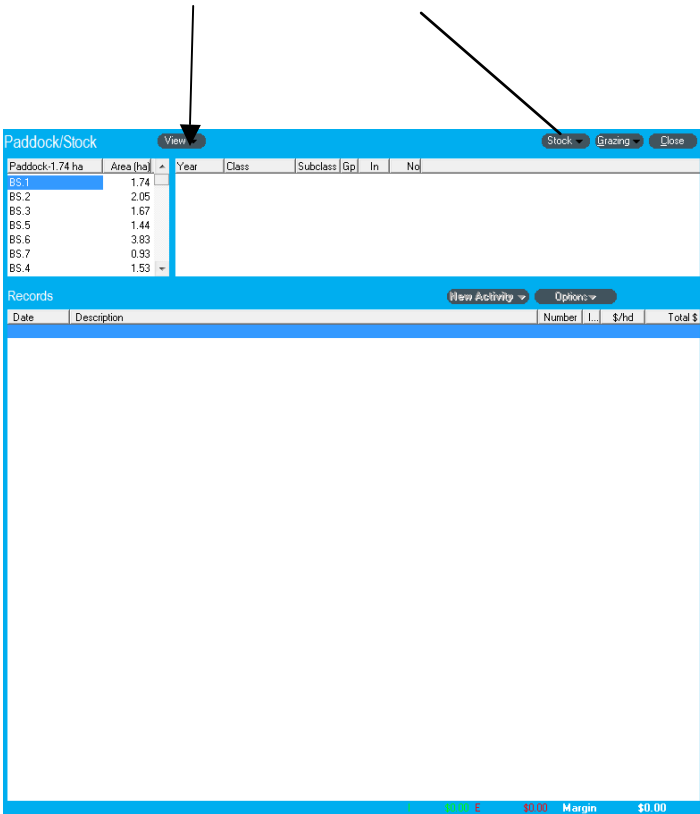 Paddock/Stock View Stock Grazing Close
Paddock-1.74 ha Area (ha) Year Class Subclass Gp In No
BS.1 1.74
BS.2 2.05
BS.3 1.67
BS.5 1.44
BS.6 3.83
BS.7 0.93
BS.4 1.53
Records New Activity Options
Date Description Number I... $/hd Total $
I $0.00 E $0.00 Margin $0.00